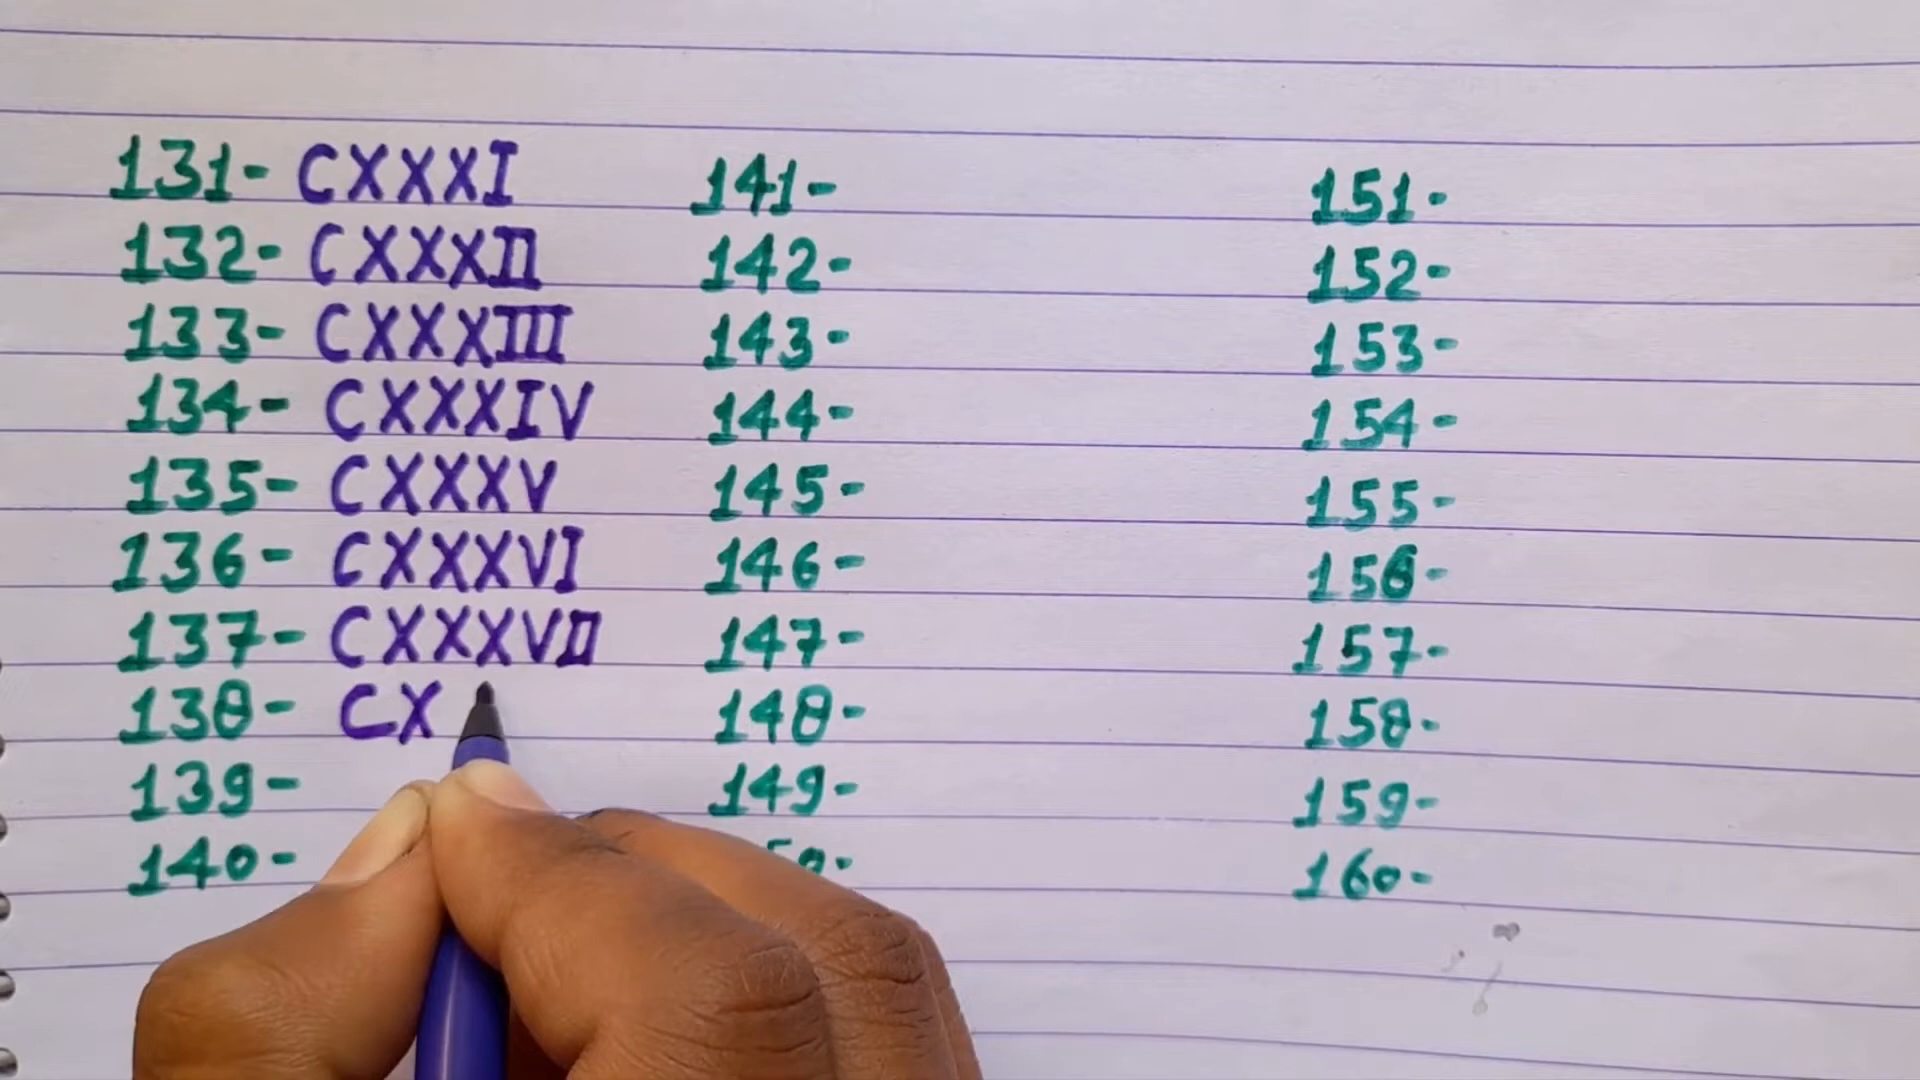 131- CXXXI
132- CXXXII
133- CXXXIII
134- CXXXIV
135- CXXXV
136- CXXXVI
137- CXXXVII
138- CX
139-
140-
141-
142-
143-
144-
145-
146-
147-
148-
149-
151-
152-
153-
154-
155-
156-
157-
158-
159-
160-